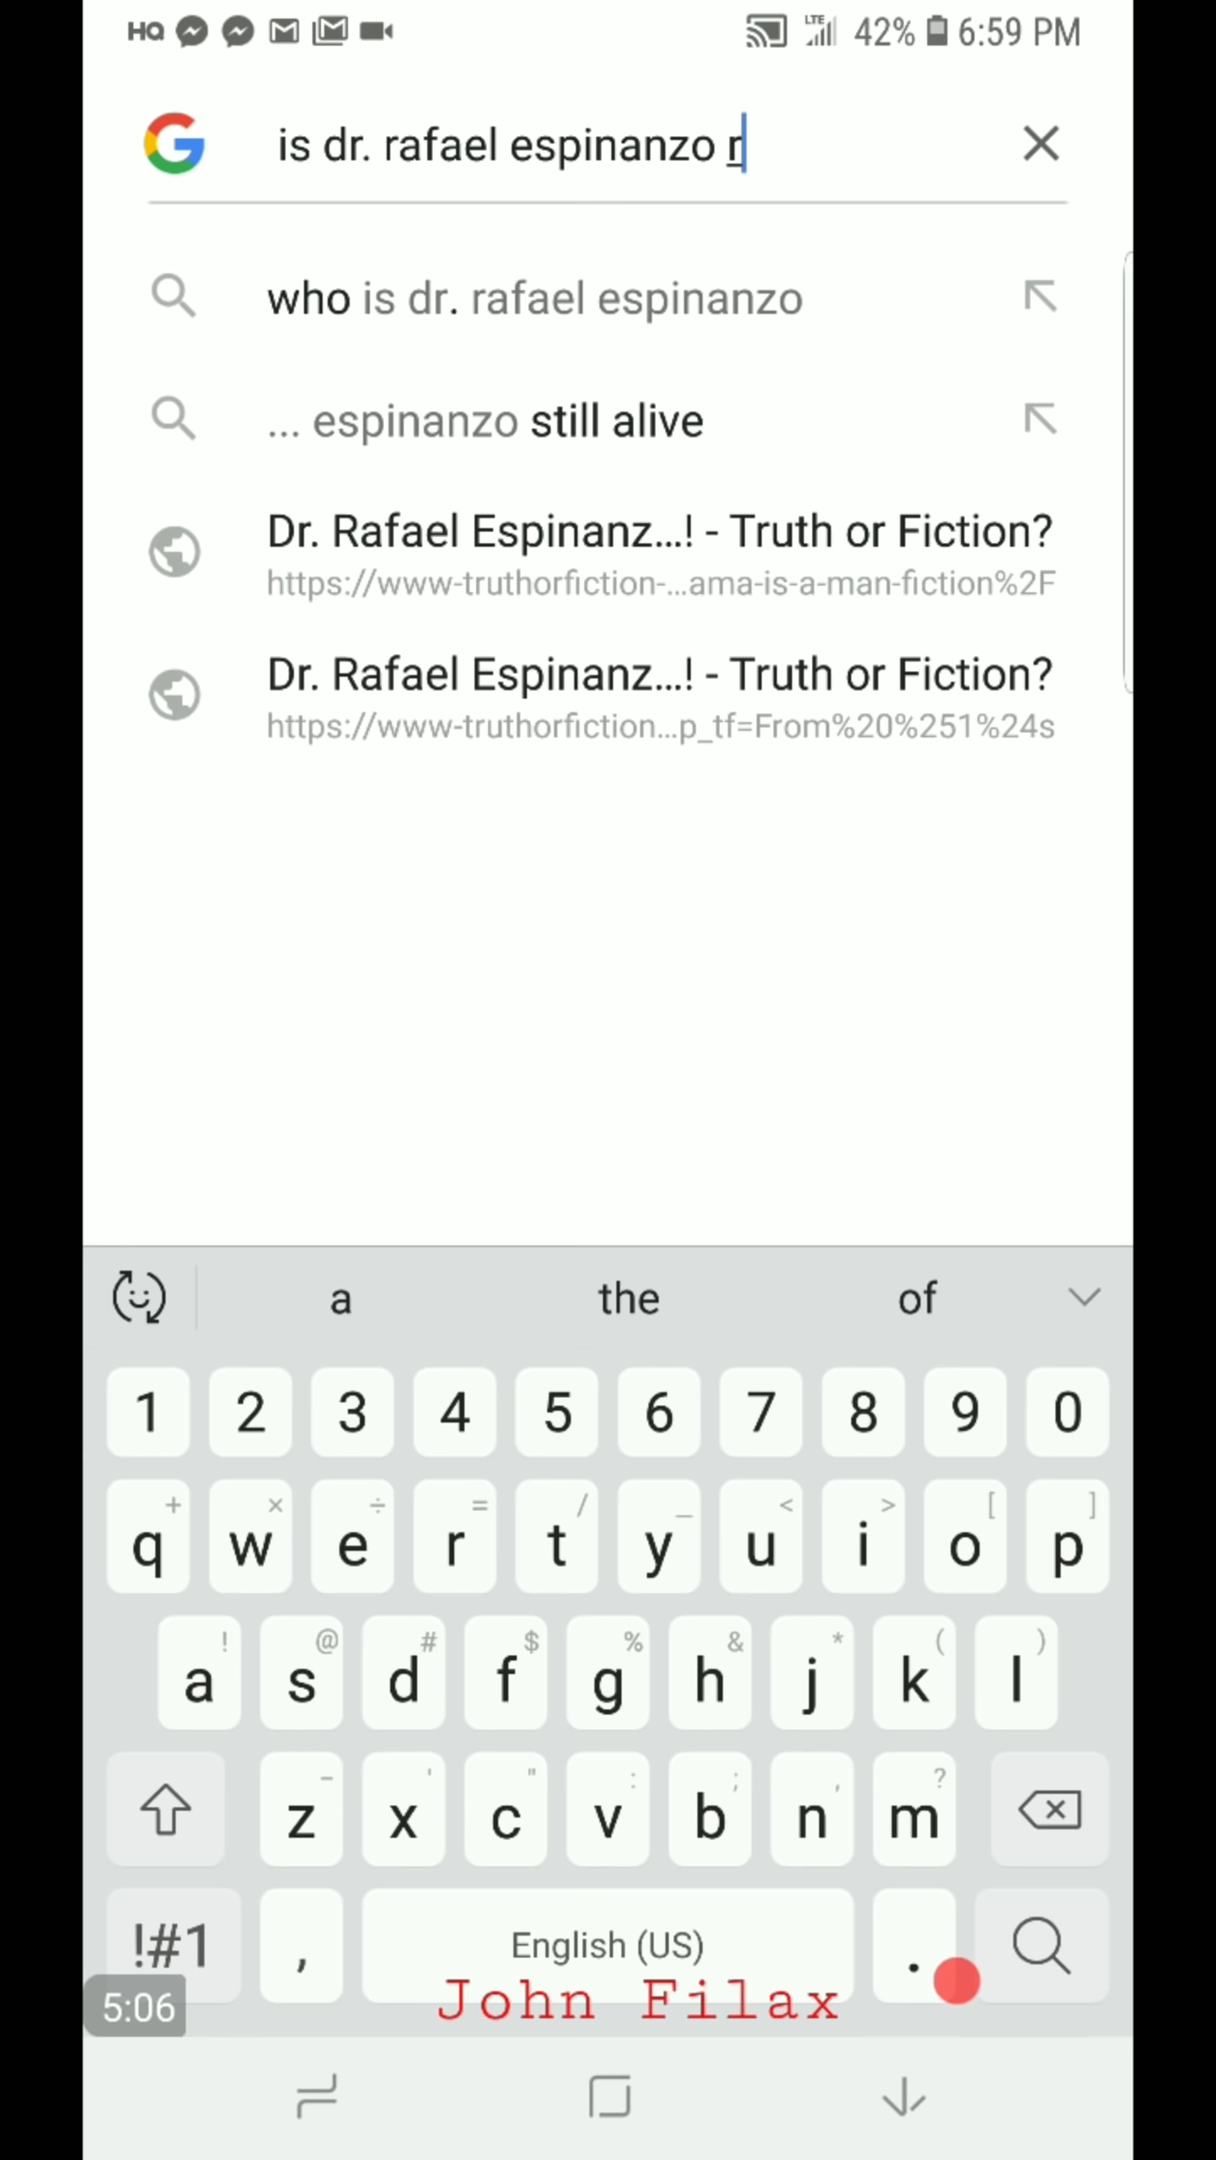 HQ LTE 42% 6:59 PM
is dr. rafael espinanzo r
who is dr. rafael espinanzo
... espinanzo still alive
Dr. Rafael Espinanz...! - Truth or Fiction?
https://www-truthorfiction-...ama-is-a-man-fiction%2F
Dr. Rafael Espinanz...! - Truth or Fiction?
https://www-truthorfiction...p_tf=From%20%251%24s
a the of
1 2 3 4 5 6 7 8 9 0
+ × ÷ = / _ < > [ ]
q w e r t y u i o p
! @ # $ % & * ( )
a s d f g h j k l
- ' " : ; , ?
z x c v b n m
!#1 , English (US) .
5:06 John Filax